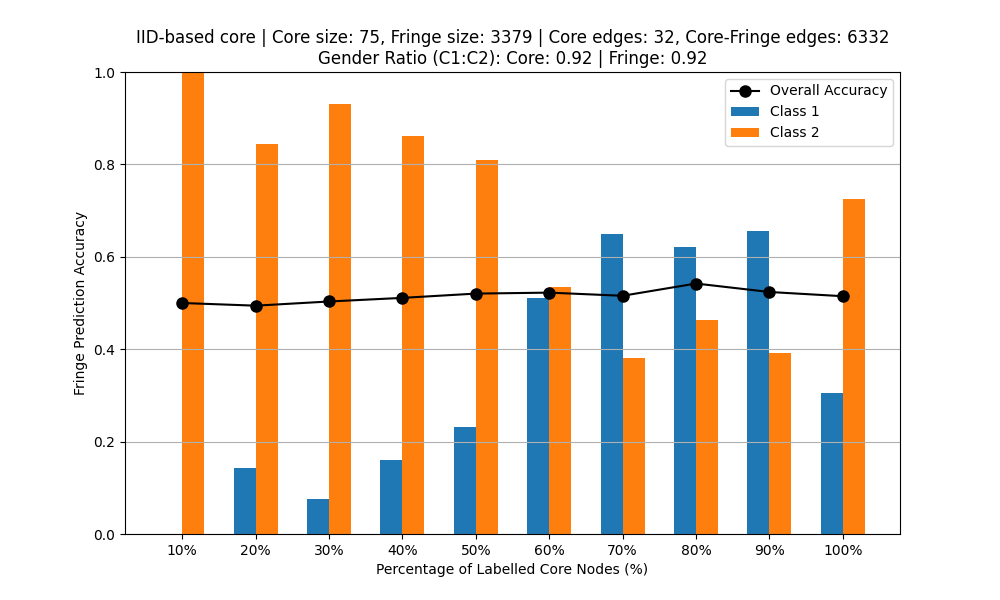 IID-based core | Core size: 75, Fringe size: 3379 | Core edges: 32, Core-Fringe edges: 6332
Gender Ratio (C1:C2): Core: 0.92 | Fringe: 0.92
Overall Accuracy
Class 1
Class 2
Fringe Prediction Accuracy
1.0
0.8
0.6
0.4
0.2
0.0
10% 20% 30% 40% 50% 60% 70% 80% 90% 100%
Percentage of Labelled Core Nodes (%)